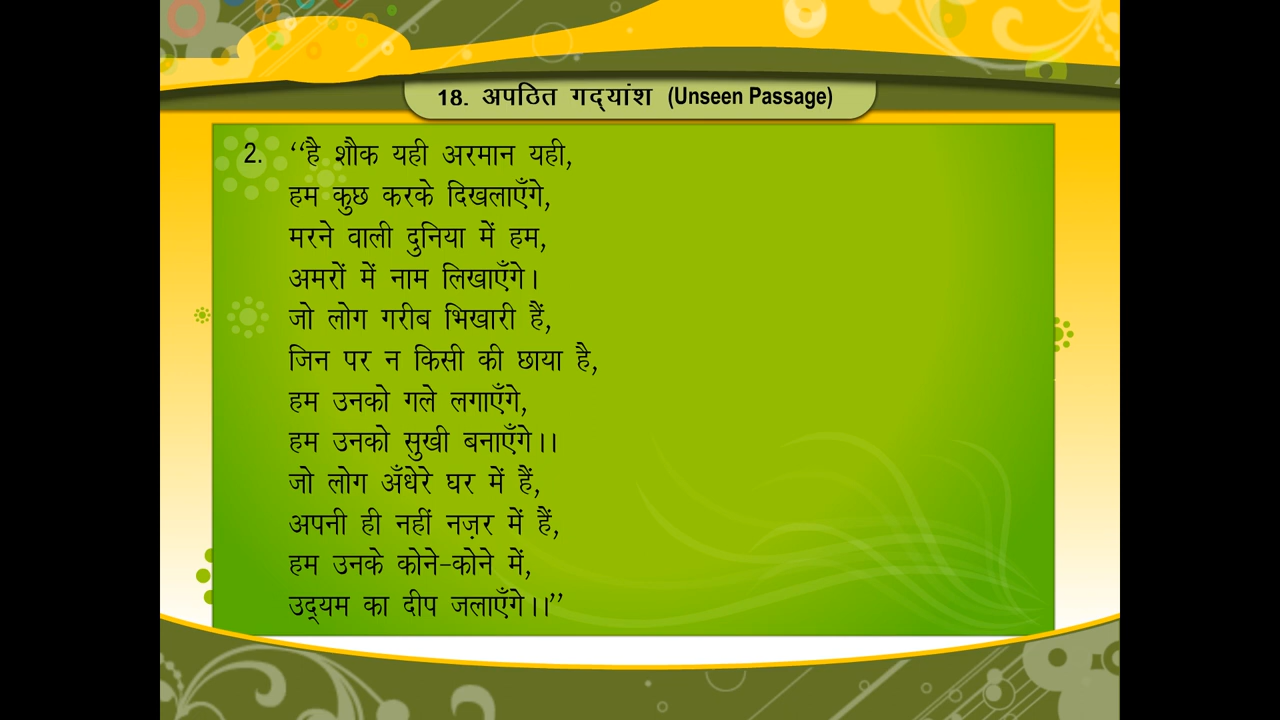 18. अपठित गद्‌यांश (Unseen Passage)
2. “है शौक यही अरमान यही,
हम कुछ करके दिखलाएँगे,
मरने वाली दुनिया में हम,
अमरों में नाम लिखाएँगे।
जो लोग गरीब भिखारी हैं,
जिन पर न किसी की छाया है,
हम उनको गले लगाएँगे,
हम उनको सुखी बनाएँगे।।
जो लोग अँधेरे घर में हैं,
अपनी ही नहीं नज़र में हैं,
हम उनके कोने-कोने में,
उद्‌यम का दीप जलाएँगे।।”